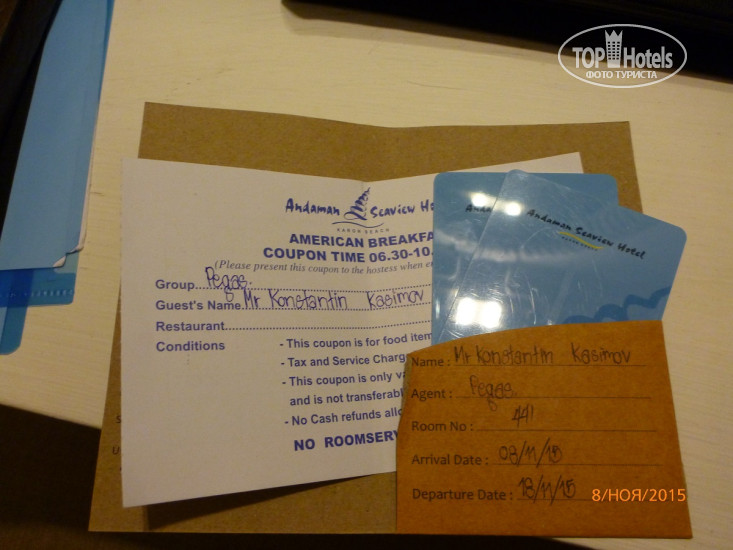 TOP Hotels
ФОТО ТУРИСТА
Andaman Seaview Ho
KARON BEACH
AMERICAN BREAKFA
COUPON TIME 06.30-10.
(Please present this coupon to the hostess when en
Group Pegas.
Guest's Name Mr Konstantin Kasimov
Restaurant
Conditions
- This coupon is for food item
- Tax and Service Charg
- This coupon is only va
and is not transferabl
- No Cash refunds allo
NO ROOMSERV
Andaman Seaview Hotel
Name : Mr Konstantin Kasimov
Agent : Pegas.
Room No : 441
Arrival Date : 08/11/15
Departure Date : 18/11/15
8/НОЯ/2015